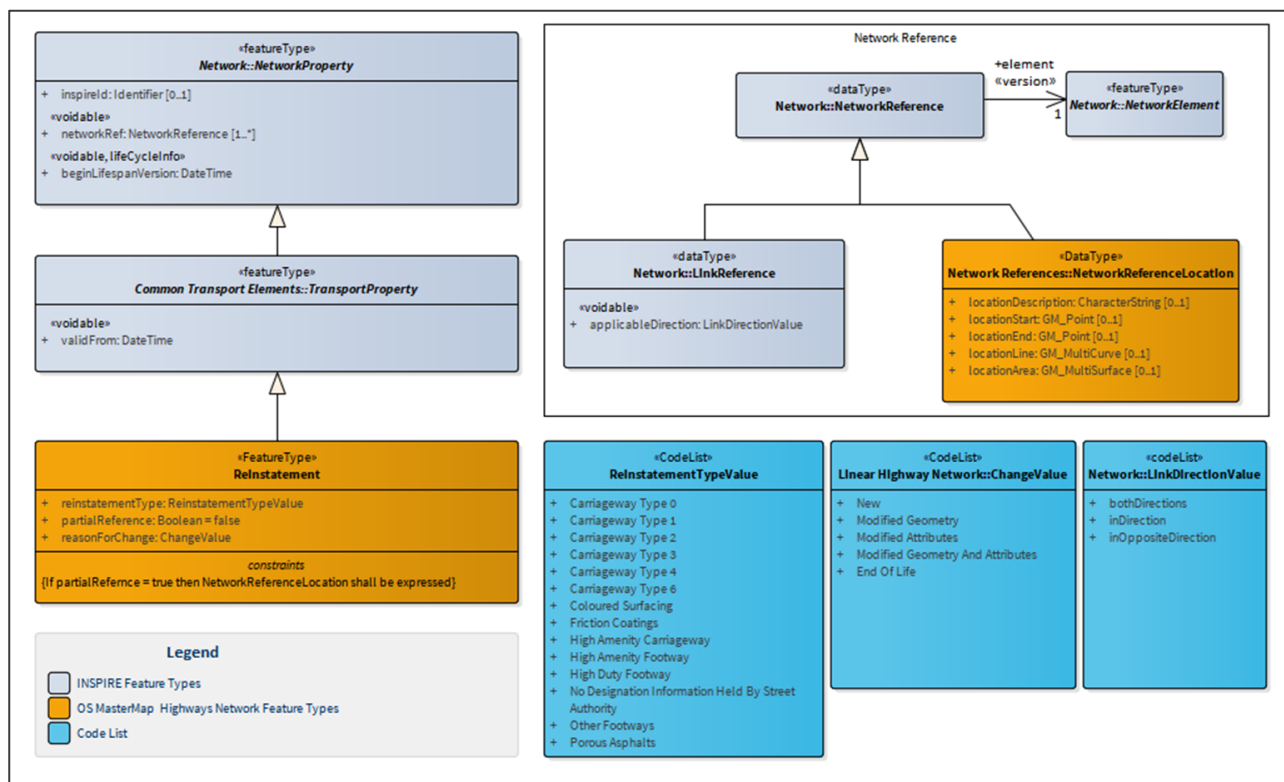 «featureType»
Network::NetworkProperty
+ inspireId: Identifier [0..1]
«voidable»
+ networkRef: NetworkReference [1..*]
«voidable, lifeCycleInfo»
+ beginLifespanVersion: DateTime
«featureType»
Common Transport Elements::TransportProperty
«voidable»
+ validFrom: DateTime
«FeatureType»
ReInstatement
+ reinstatementType: ReinstatementTypeValue
+ partialReference: Boolean = false
+ reasonForChange: ChangeValue
constraints
{If partialRefernce = true then NetworkReferenceLocation shall be expressed}
Legend
INSPIRE Feature Types
OS MasterMap Highways Network Feature Types
Code List
Network Reference
«dataType»
Network::NetworkReference
+element
«version»
1
«featureType»
Network::NetworkElement
«dataType»
Network::LinkReference
«voidable»
+ applicableDirection: LinkDirectionValue
«DataType»
Network References::NetworkReferenceLocation
+ locationDescription: CharacterString [0..1]
+ locationStart: GM_Point [0..1]
+ locationEnd: GM_Point [0..1]
+ locationLine: GM_MultiCurve [0..1]
+ locationArea: GM_MultiSurface [0..1]
«CodeList»
ReinstatementTypeValue
+ Carriageway Type 0
+ Carriageway Type 1
+ Carriageway Type 2
+ Carriageway Type 3
+ Carriageway Type 4
+ Carriageway Type 6
+ Coloured Surfacing
+ Friction Coatings
+ High Amenity Carriageway
+ High Amenity Footway
+ High Duty Footway
+ No Designation Information Held By Street
Authority
+ Other Footways
+ Porous Asphalts
«CodeList»
Linear Highway Network::ChangeValue
+ New
+ Modified Geometry
+ Modified Attributes
+ Modified Geometry And Attributes
+ End Of Life
«codeList»
Network::LinkDirectionValue
+ bothDirections
+ inDirection
+ inOppositeDirection